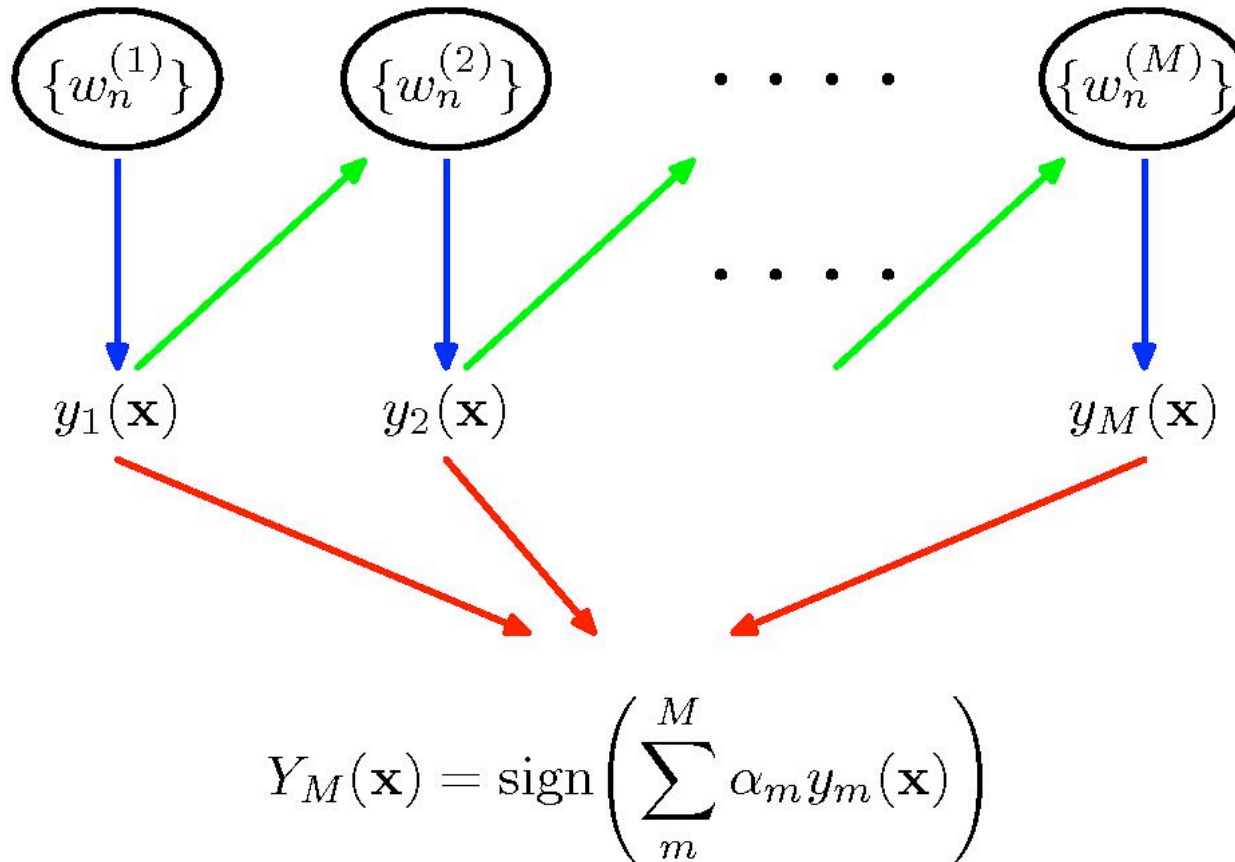 {w_n^{(1)}} {w_n^{(2)}} . . . . {w_n^{(M)}}
. . . .
y_1(x) y_2(x) y_M(x)
Y_M(x) = sign(∑_m^M α_m y_m(x))